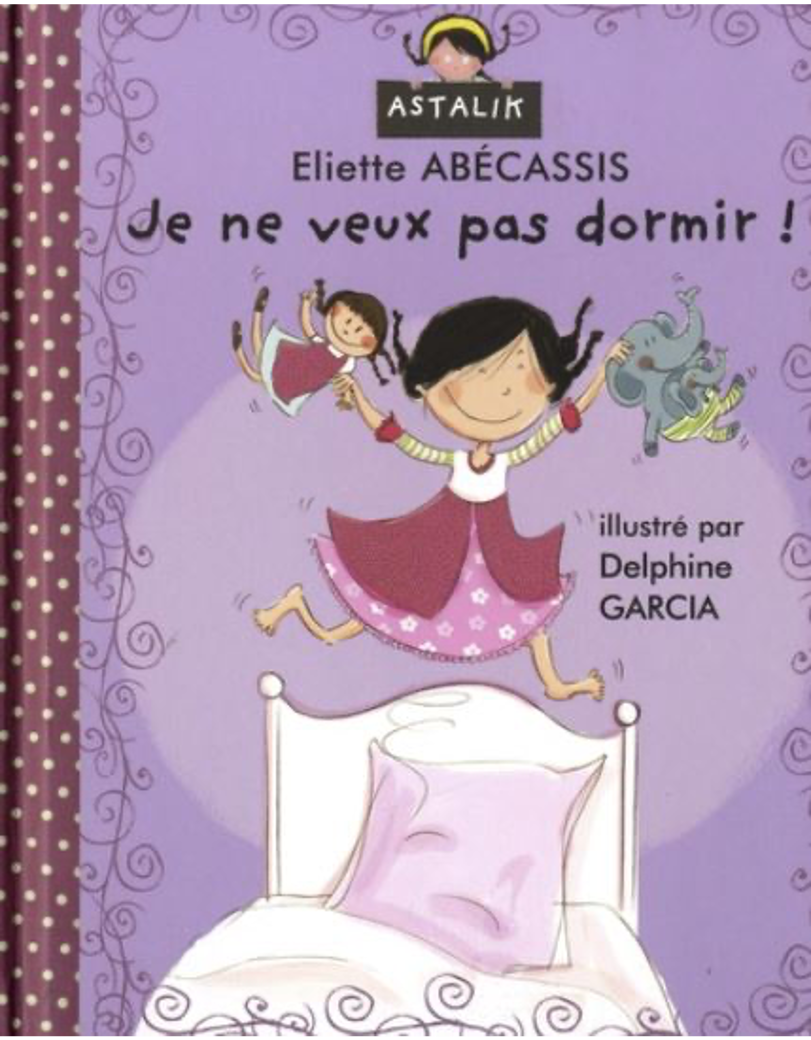 ASTALIK
Eliette ABÉCASSIS
Je ne veux pas dormir !
illustré par
Delphine
GARCIA